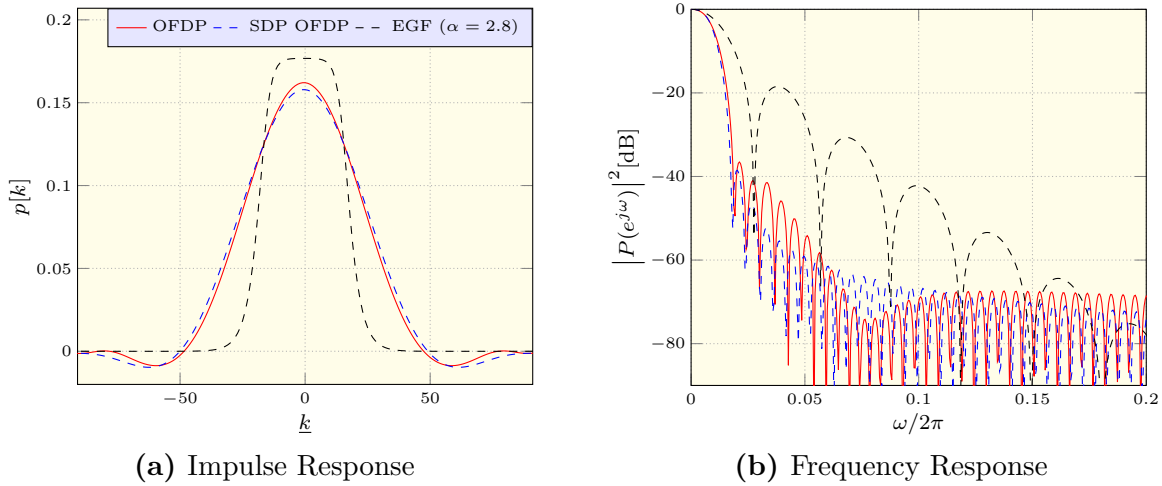 OFDP SDP OFDP EGF (α = 2.8)
0.2
0.15
0.1
0.05
0
p[k]
−50 0 50
k
(a) Impulse Response
0
−20
−40
−60
−80
|P(e^{jω})|^2 [dB]
0 0.05 0.1 0.15 0.2
ω/2π
(b) Frequency Response